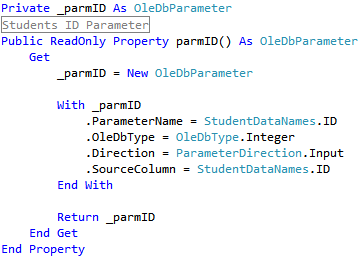 Private _parmID As OleDbParameter
Students ID Parameter
Public ReadOnly Property parmID() As OleDbParameter
    Get
        _parmID = New OleDbParameter

        With _parmID
            .ParameterName = StudentDataNames.ID
            .OleDbType = OleDbType.Integer
            .Direction = ParameterDirection.Input
            .SourceColumn = StudentDataNames.ID
        End With

        Return _parmID
    End Get
End Property